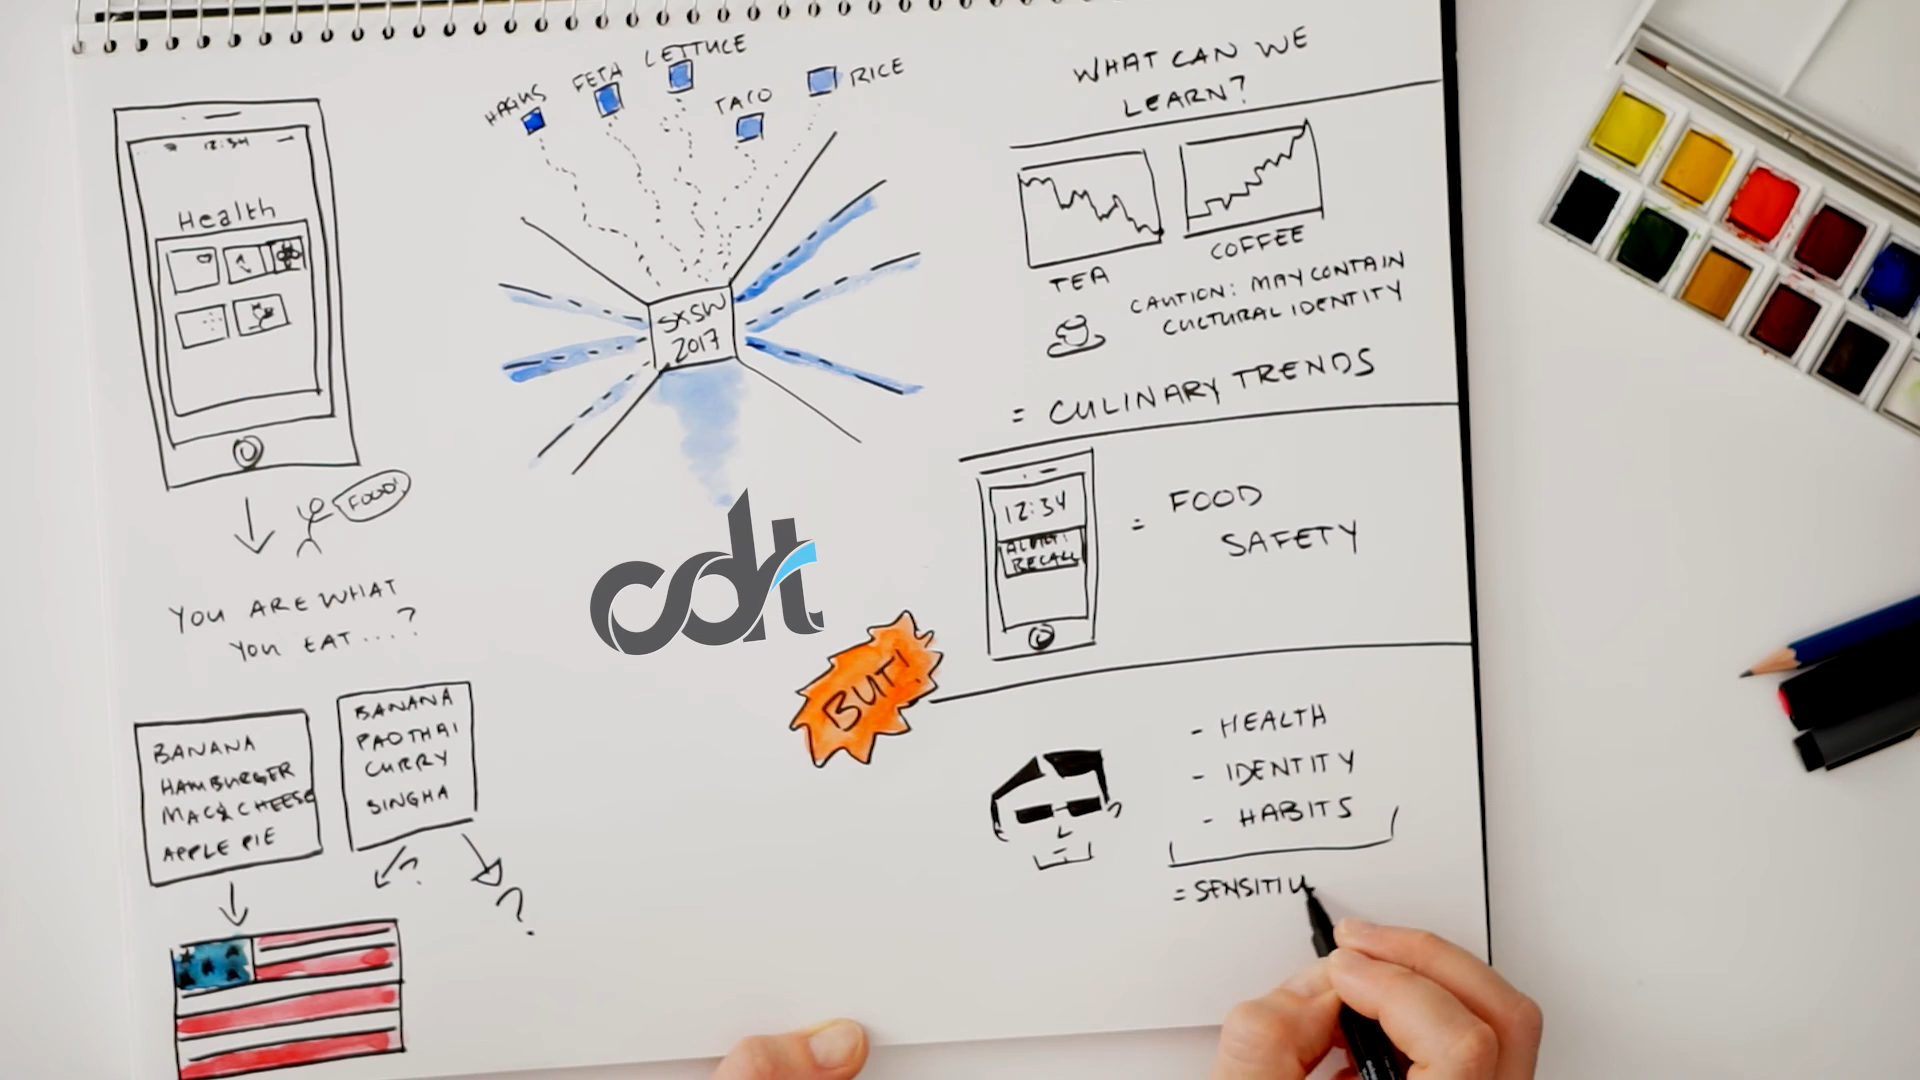 12:34
Health
FOOD!
YOU ARE WHAT
YOU EAT...?
BANANA
HAMBURGER
MAC & CHEESE
APPLE PIE
BANANA
PAD THAI
CURRY
SINGHA
?
?
HAGGIS
FETA
LETTUCE
TACO
RICE
SXSW
2017
cdt
BUT!
WHAT CAN WE
LEARN?
TEA
COFFEE
CAUTION: MAY CONTAIN
CULTURAL IDENTITY
= CULINARY TRENDS
12:34
ALERT:
RECALL
= FOOD
SAFETY
- HEALTH
- IDENTITY
- HABITS
= SENSITIV